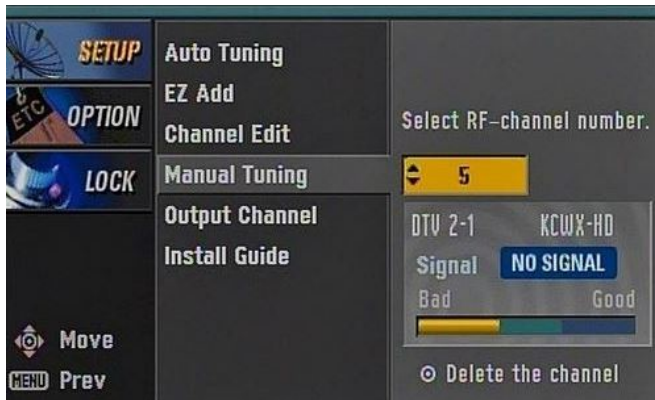 SETUP
OPTION
ETC
LOCK
Move
MENU Prev
Auto Tuning
EZ Add
Channel Edit
Manual Tuning
Output Channel
Install Guide
Select RF-channel number.
5
DTV 2-1 KCWX-HD
Signal NO SIGNAL
Bad Good
Delete the channel